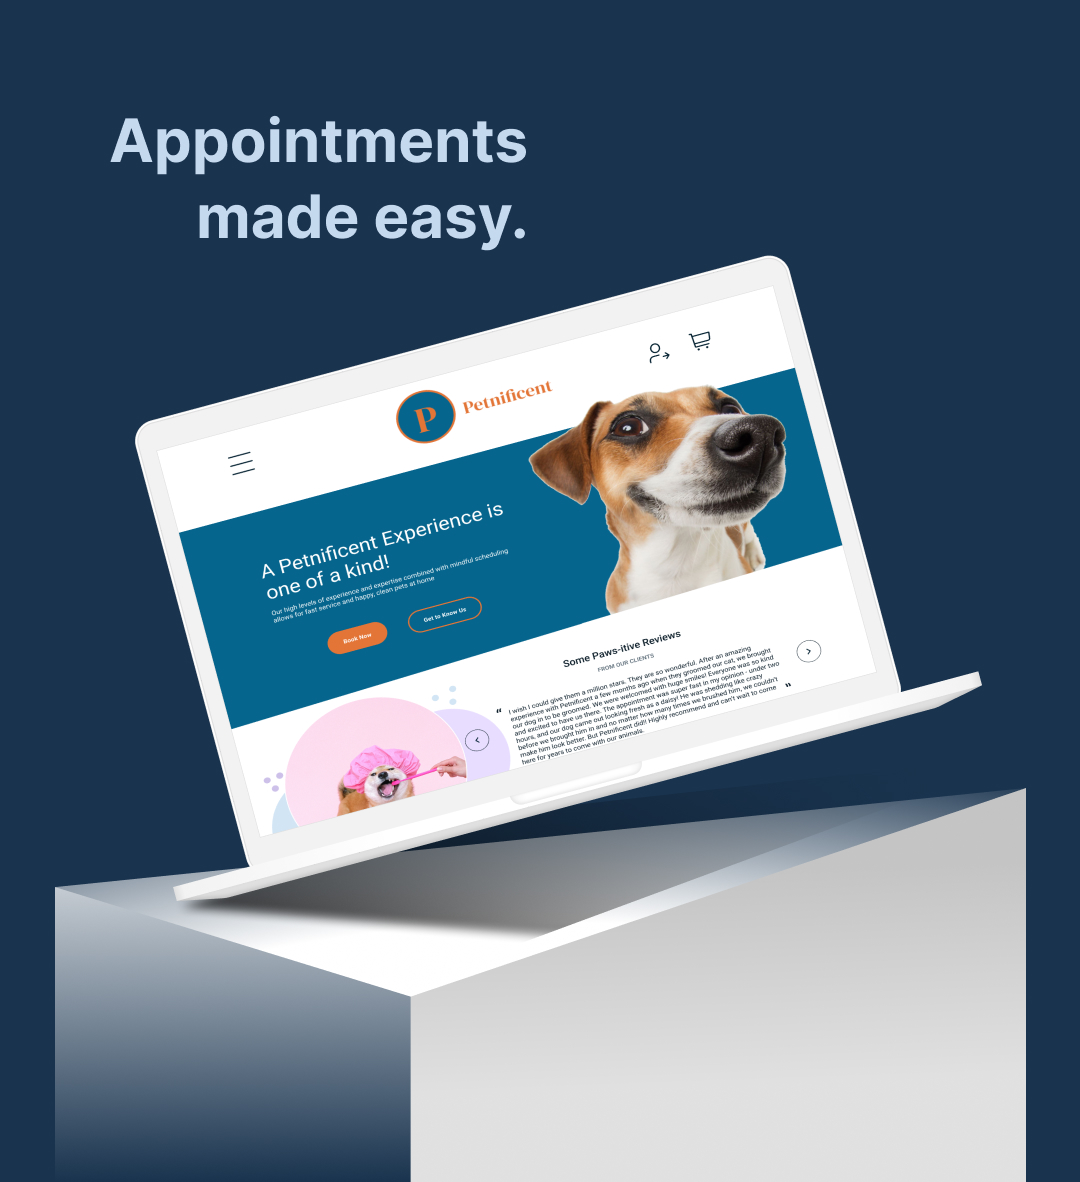 Appointments
made easy.
P
Petnificent
A Petnificent Experience is
one of a kind!
Our high levels of experience and expertise combined with mindful scheduling
allows for fast service and happy, clean pets at home
Book Now
Get to Know Us
Some Paws-itive Reviews
FROM OUR CLIENTS
“
I wish I could give them a million stars. They are so wonderful. After an amazing
experience with Petnificent a few months ago when they groomed our cat, we brought
our dog in to be groomed. We were welcomed with huge smiles! Everyone was so kind
and excited to have us there. The appointment was super fast in my opinion - under two
hours, and our dog came out looking fresh as a daisy! He was shedding like crazy
before we brought him in and no matter how many times we brushed him, we couldn't
make him look better. But Petnificent did!! Highly recommend and can't wait to come
here for years to come with our animals.
”